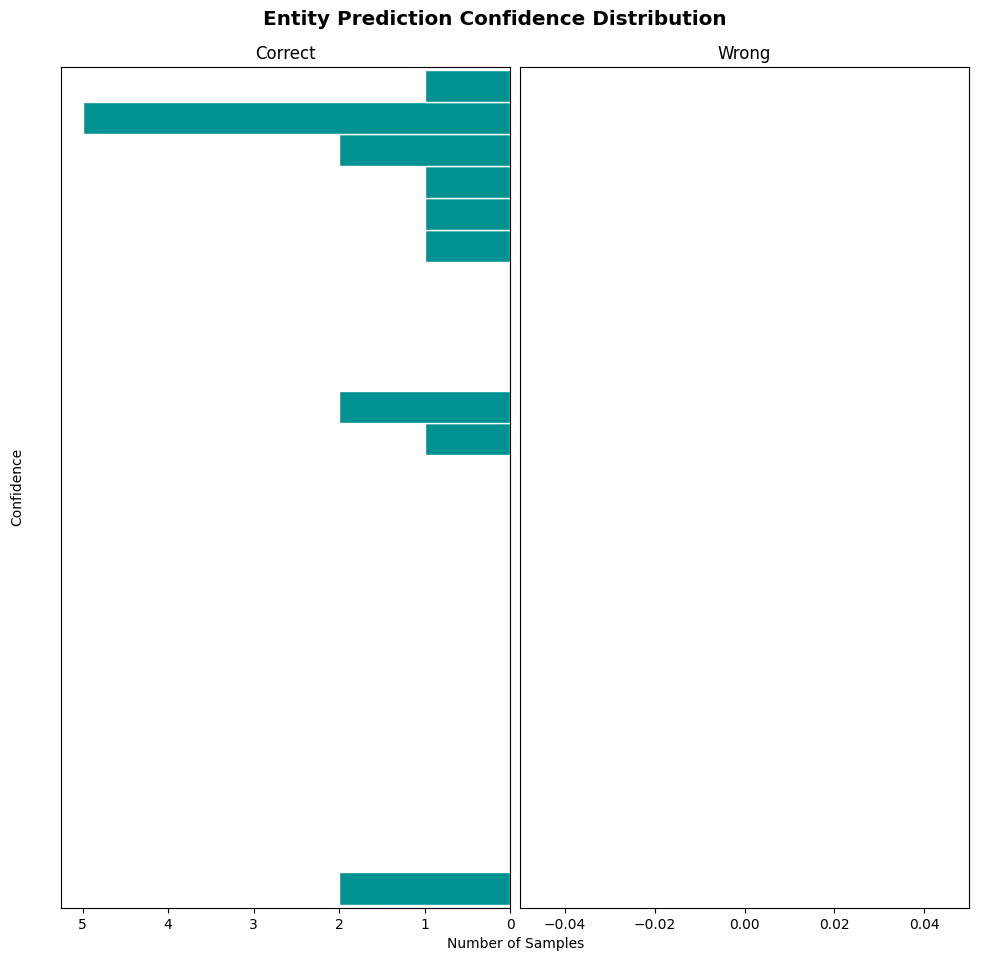 Entity Prediction Confidence Distribution
Correct
Wrong
Confidence
5 4 3 2 1 0
−0.04 −0.02 0.00 0.02 0.04
Number of Samples